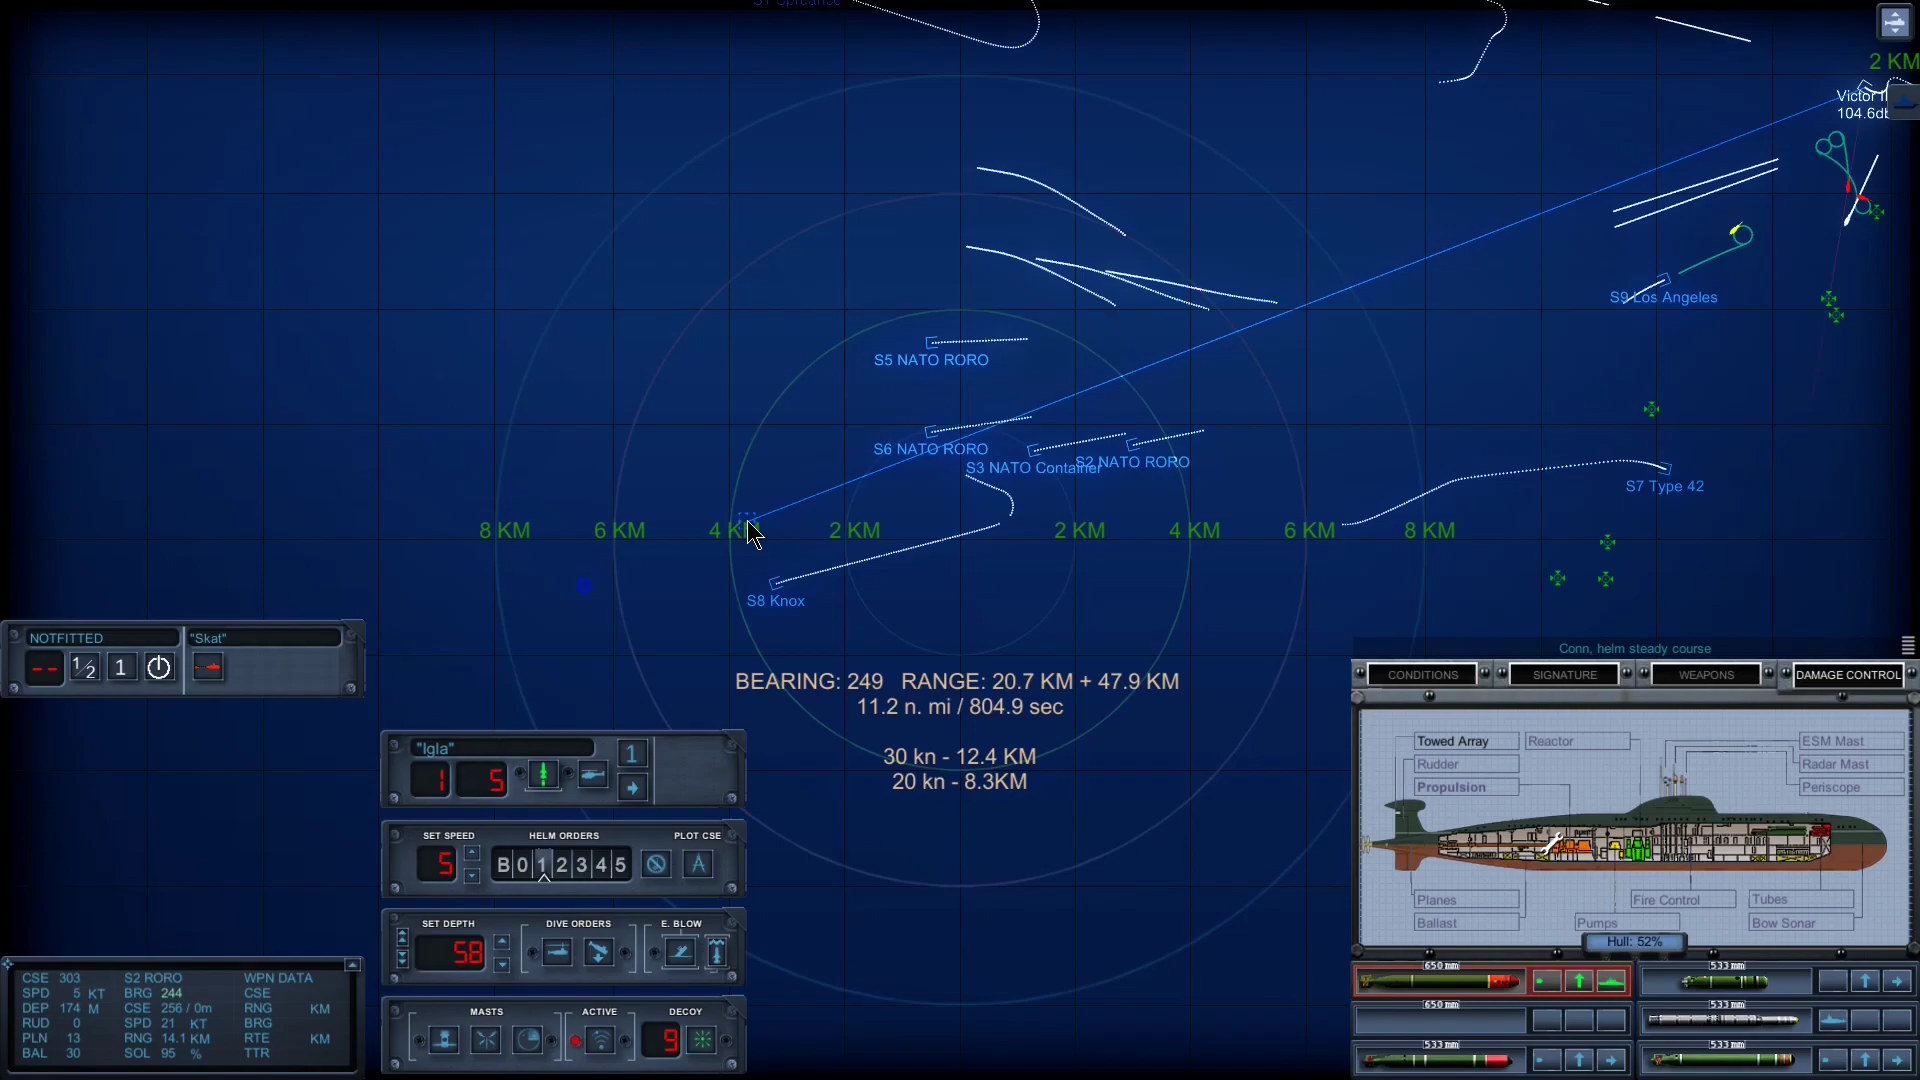 S1 Spruance
2 KM
Victor II
104.6db
S9 Los Angeles
S5 NATO RORO
S6 NATO RORO
S3 NATO Container
S2 NATO RORO
S7 Type 42
8 KM
6 KM
4 KM
2 KM
2 KM
4 KM
6 KM
8 KM
S8 Knox
NOTFITTED
"Skat"
--
1/2
1
Conn, helm steady course
BEARING: 249 RANGE: 20.7 KM + 47.9 KM
11.2 n. mi / 804.9 sec
30 kn - 12.4 KM
20 kn - 8.3KM
CONDITIONS
SIGNATURE
WEAPONS
DAMAGE CONTROL
Towed Array
Reactor
ESM Mast
Rudder
Radar Mast
Propulsion
Periscope
Planes
Fire Control
Tubes
Ballast
Pumps
Bow Sonar
Hull: 52%
"Igla"
1
1
5
SET SPEED
HELM ORDERS
PLOT CSE
5
B 0 1 2 3 4 5
SET DEPTH
DIVE ORDERS
E. BLOW
58
MASTS
ACTIVE
DECOY
9
CSE 303
S2 RORO
WPN DATA
SPD 5 KT
BRG 244
CSE
DEP 174 M
CSE 256 / 0m
RNG KM
RUD 0
SPD 21 KT
BRG
PLN 13
RNG 14.1 KM
RTE KM
BAL 30
SOL 95 %
TTR
650 mm
533 mm
650 mm
533 mm
533 mm
533 mm